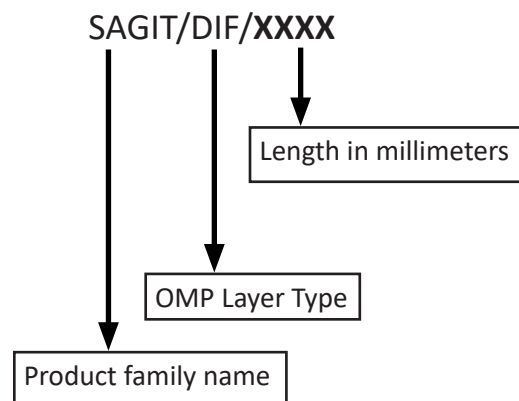 SAGIT/DIF/XXXX
Length in millimeters
OMP Layer Type
Product family name